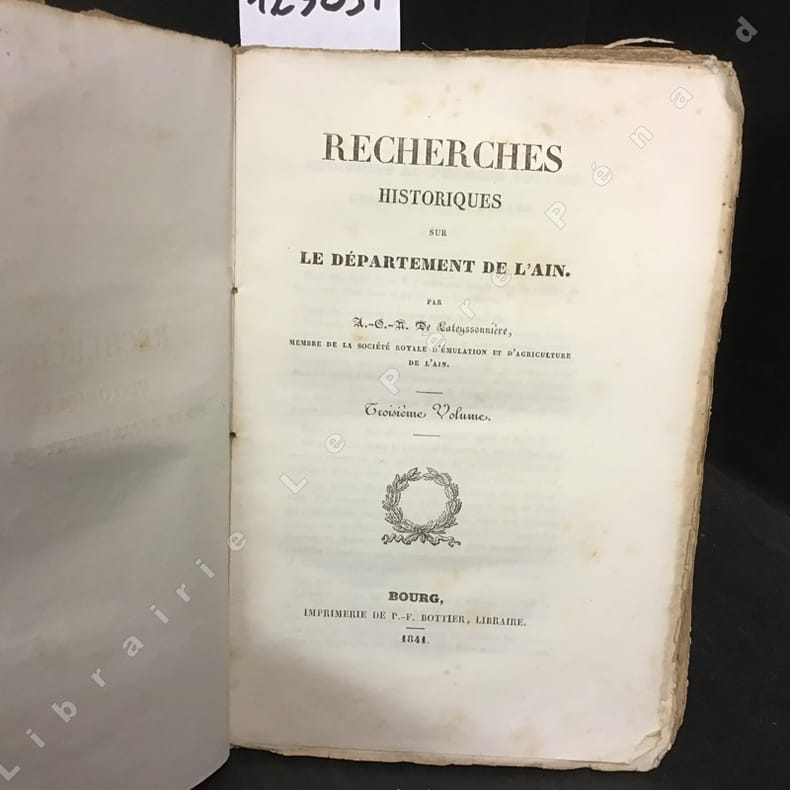 RECHERCHES
HISTORIQUES
SUR
LE DÉPARTEMENT DE L'AIN.
PAR
A.-C.-N. De Lateyssonnière,
MEMBRE DE LA SOCIÉTÉ ROYALE D'ÉMULATION ET D'AGRICULTURE
DE L'AIN.
Troisième Volume.
BOURG,
IMPRIMERIE DE P.-F. BOTTIER, LIBRAIRE.
1841.
Librairie Le Père Pénard